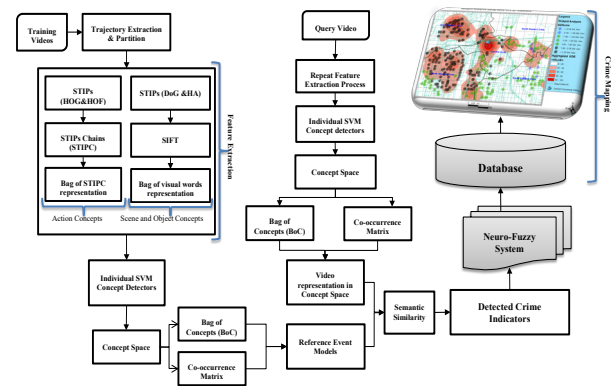 Training
Videos
Trajectory Extraction
& Partition
STIPs
(HOG&HOF)
STIPs (DoG &HA)
STIPs Chains
(STIPC)
SIFT
Bag of STIPC
representation
Bag of visual words
representation
Action Concepts
Scene and Object Concepts
Feature Extraction
Individual SVM
Concept Detectors
Concept Space
Bag of
Concepts (BoC)
Co-occurrence
Matrix
Reference Event
Models
Query Video
Repeat Feature
Extraction Process
Individual SVM
Concept detectors
Concept Space
Bag of
Concepts (BoC)
Co-occurrence
Matrix
Video
representation in
Concept Space
Semantic
Similarity
Detected Crime
Indicators
Neuro-Fuzzy
System
Database
Crime Mapping